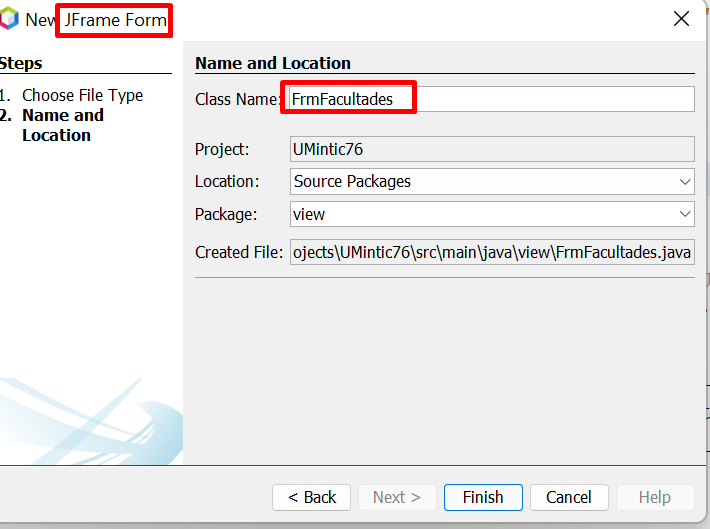 New JFrame Form
Steps
1. Choose File Type
2. Name and
Location
Name and Location
Class Name: FrmFacultades
Project: UMintic76
Location: Source Packages
Package: view
Created File: ojects\UMintic76\src\main\java\view\FrmFacultades.java
< Back
Next >
Finish
Cancel
Help